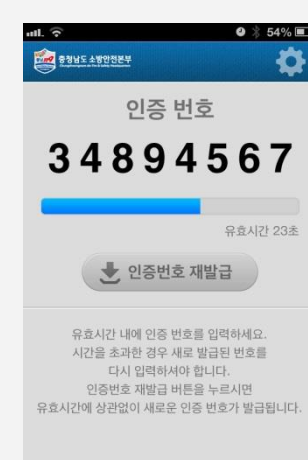 54%
충청남도 소방안전본부
인증 번호
34894567
유효시간 23초
인증번호 재발급
유효시간 내에 인증 번호를 입력하세요.
시간을 초과한 경우 새로 발급된 번호를
다시 입력하셔야 합니다.
인증번호 재발급 버튼을 누르시면
유효시간에 상관없이 새로운 인증 번호가 발급됩니다.